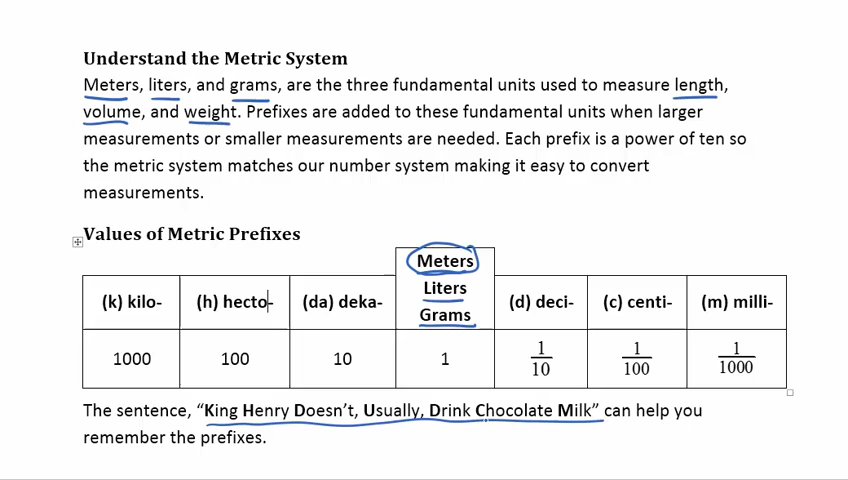 Understand the Metric System
Meters, liters, and grams, are the three fundamental units used to measure length,
volume, and weight. Prefixes are added to these fundamental units when larger
measurements or smaller measurements are needed. Each prefix is a power of ten so
the metric system matches our number system making it easy to convert
measurements.
Values of Metric Prefixes
Meters
Liters
Grams
(k) kilo- (h) hecto- (da) deka- (d) deci- (c) centi- (m) milli-
1000 100 10 1 1/10 1/100 1/1000
The sentence, “King Henry Doesn’t, Usually, Drink Chocolate Milk” can help you
remember the prefixes.